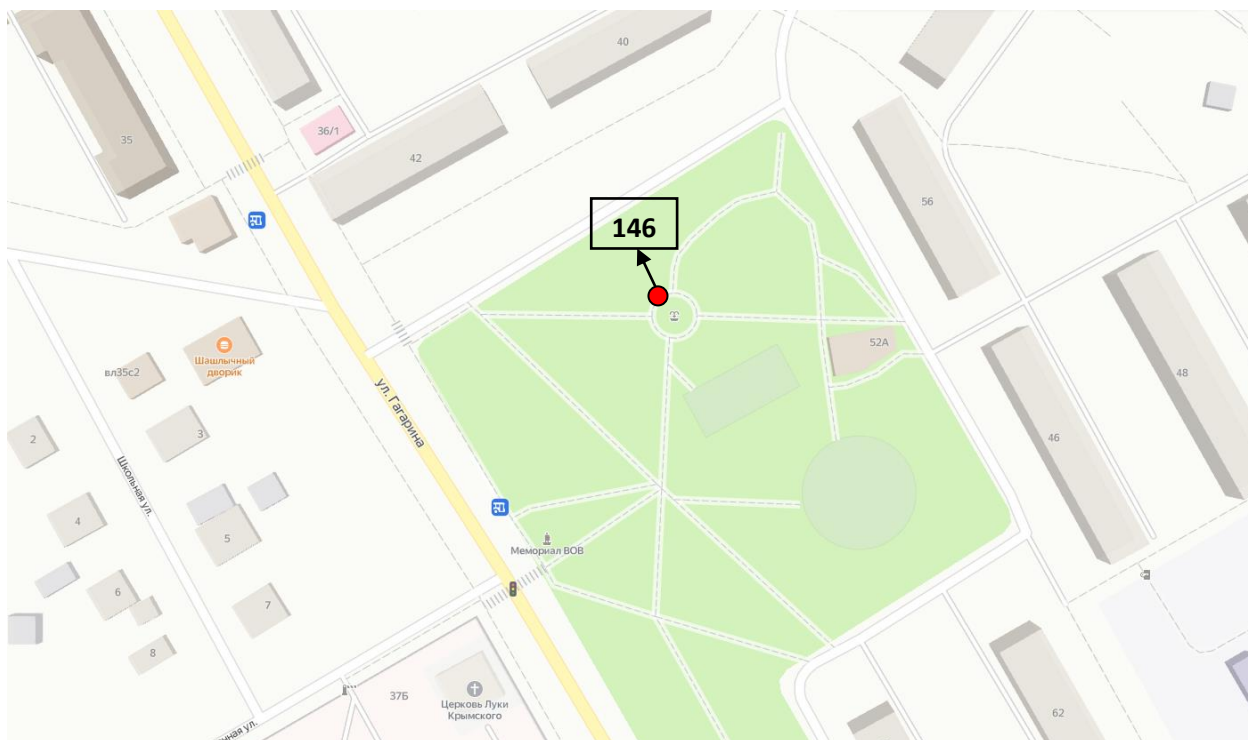 40
35
36/1
42
56
146
52А
Шашлычный
дворик
вл35с2
48
2
3
ул. Гагарина
46
Школьная ул.
4
5
Мемориал ВОВ
6
7
8
37Б
Церковь Луки
Крымского
62